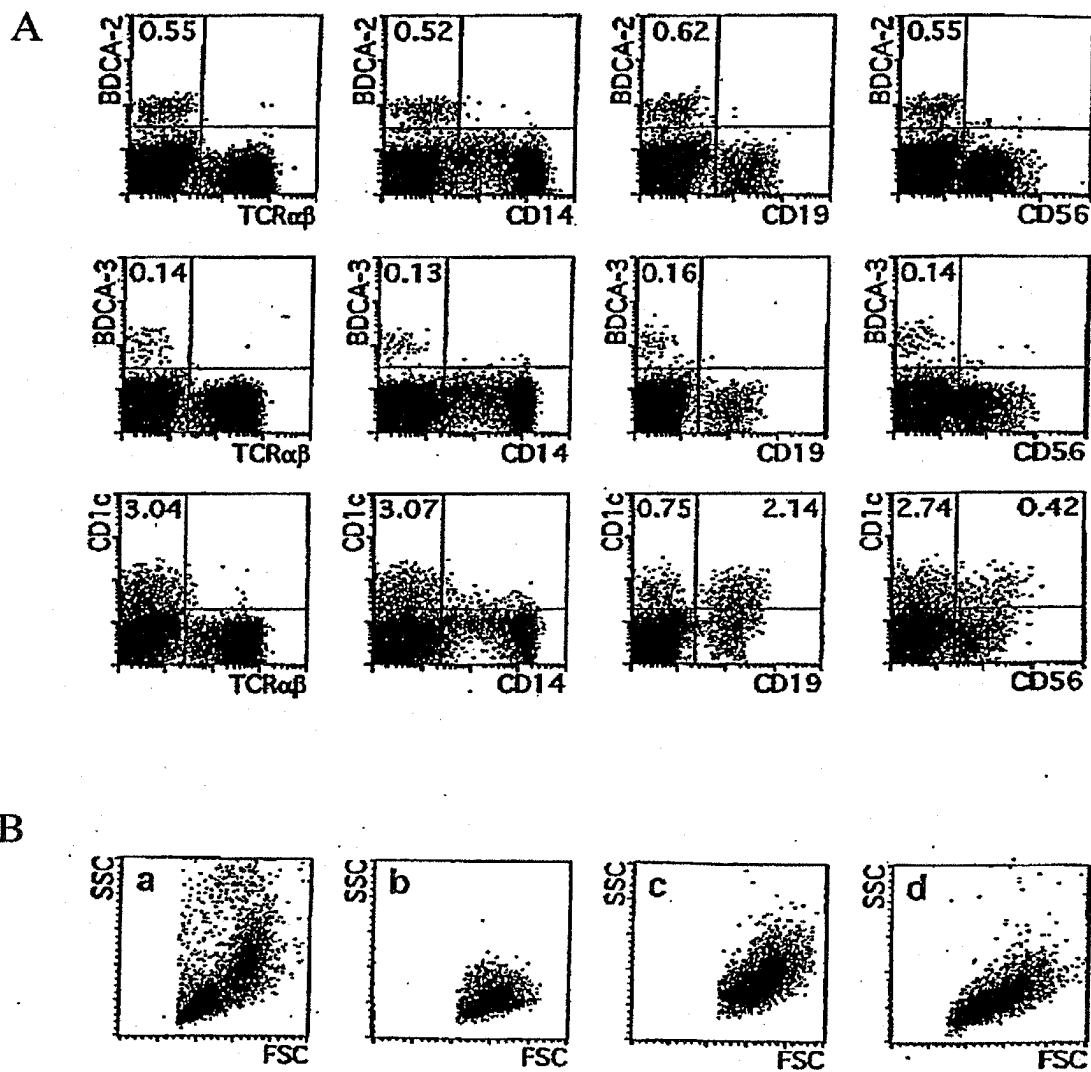 A
BDCA-2 0.55 TCRαβ
BDCA-2 0.52 CD14
BDCA-2 0.62 CD19
BDCA-2 0.55 CD56
BDCA-3 0.14 TCRαβ
BDCA-3 0.13 CD14
BDCA-3 0.16 CD19
BDCA-3 0.14 CD56
CD1c 3.04 TCRαβ
CD1c 3.07 CD14
CD1c 0.75 2.14 CD19
CD1c 2.74 0.42 CD56
B
SSC a FSC
SSC b FSC
SSC c FSC
SSC d FSC